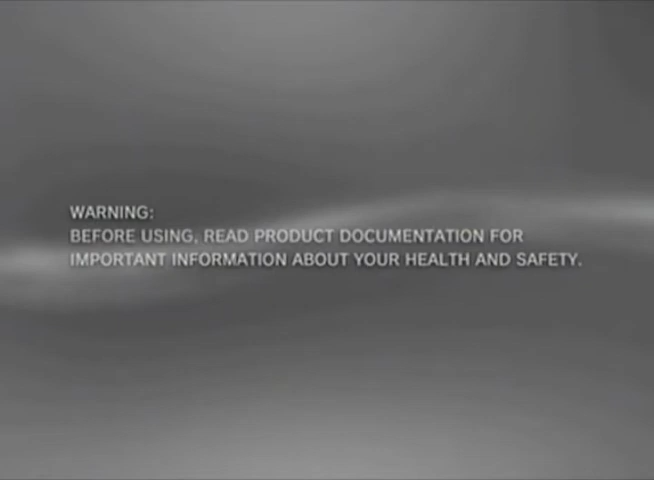 WARNING:
BEFORE USING, READ PRODUCT DOCUMENTATION FOR
IMPORTANT INFORMATION ABOUT YOUR HEALTH AND SAFETY.